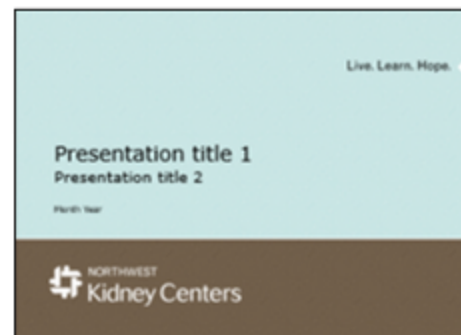 Live. Learn. Hope.
Presentation title 1
Presentation title 2
Month Year
NORTHWEST
Kidney Centers